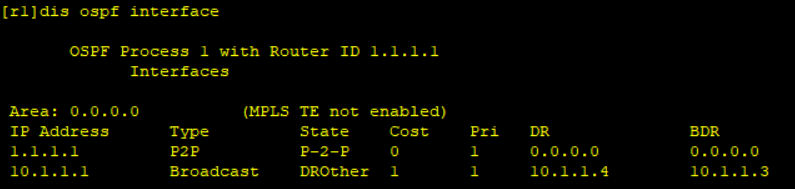 [r1]dis ospf interface
OSPF Process 1 with Router ID 1.1.1.1
Interfaces
Area: 0.0.0.0 (MPLS TE not enabled)
IP Address Type State Cost Pri DR BDR
1.1.1.1 P2P P-2-P 0 1 0.0.0.0 0.0.0.0
10.1.1.1 Broadcast DROther 1 1 10.1.1.4 10.1.1.3